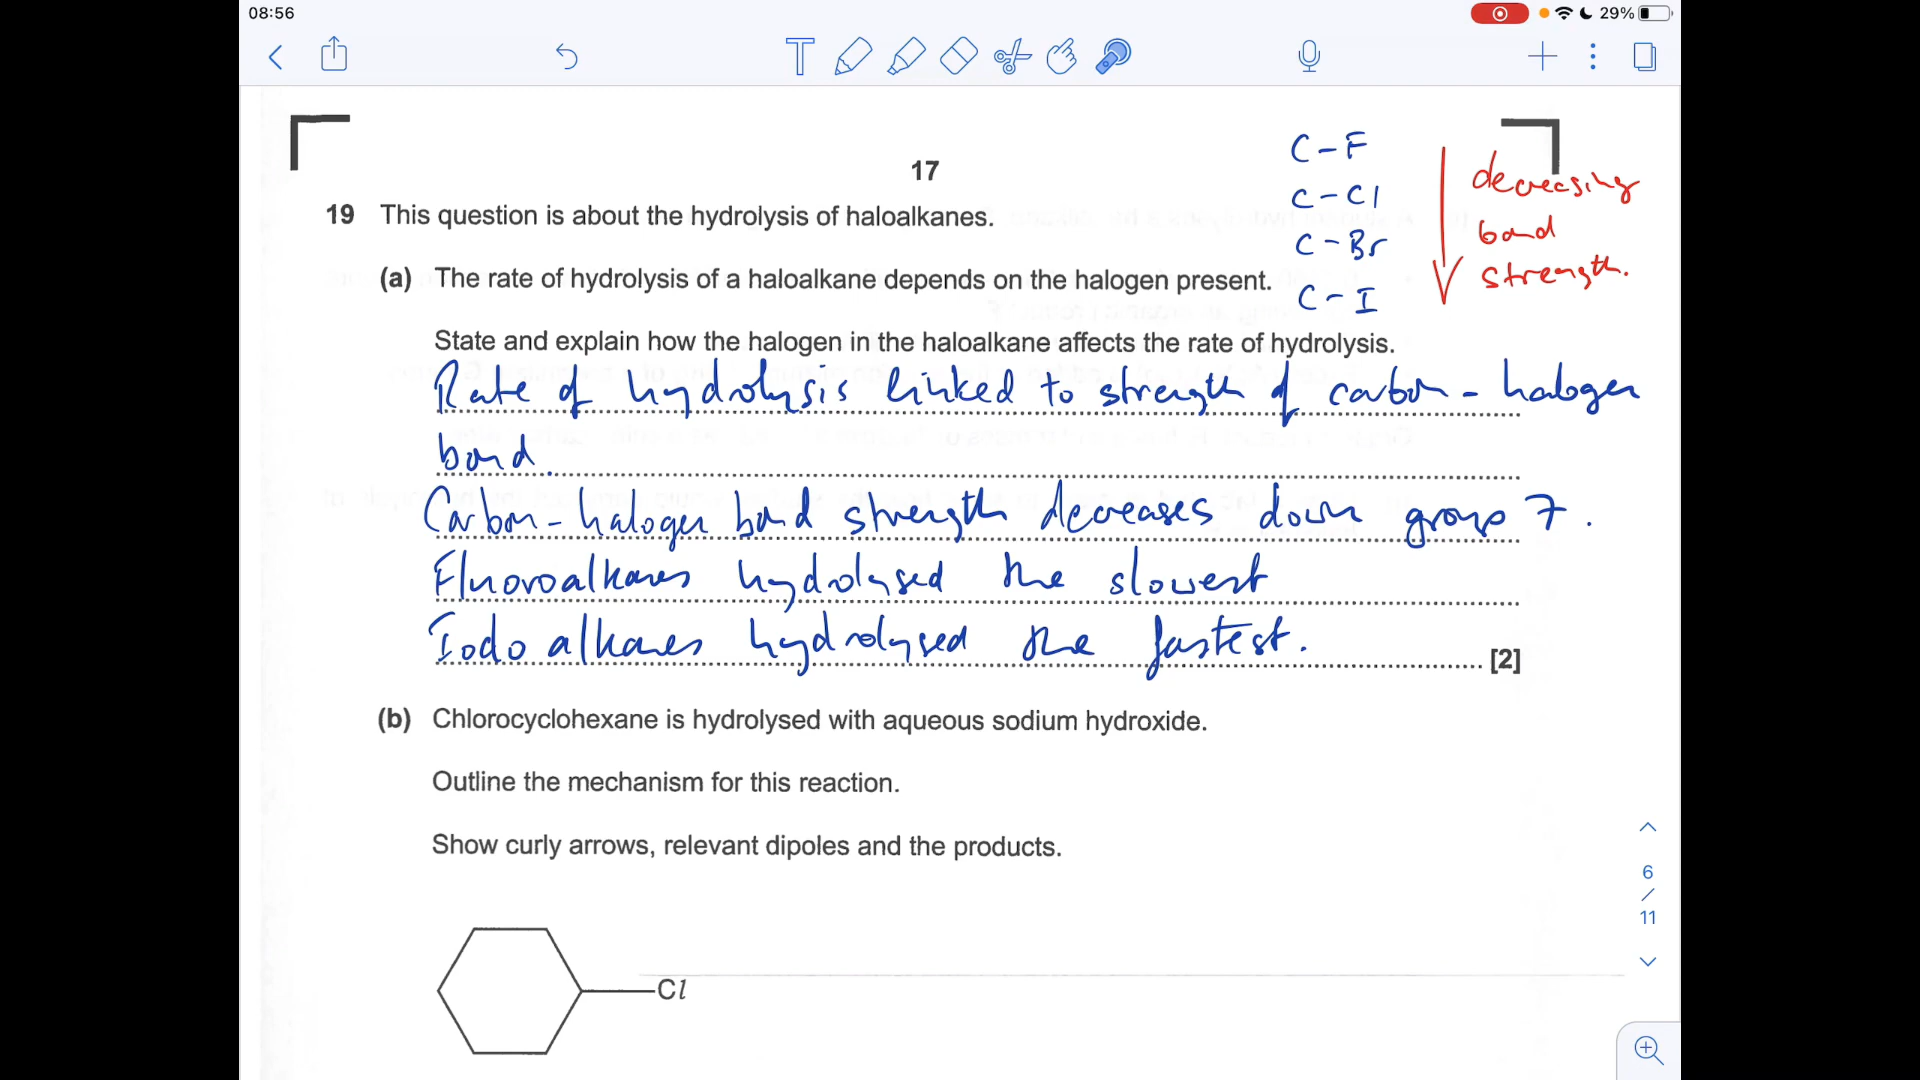 08:56
29%
17
C-F
C-Cl
C-Br
C-I
decreasing
bond
strength.
19 This question is about the hydrolysis of haloalkanes.
(a) The rate of hydrolysis of a haloalkane depends on the halogen present.
State and explain how the halogen in the haloalkane affects the rate of hydrolysis.
Rate of hydrolysis linked to strength of carbon-halogen
bond.
Carbon-halogen bond strength decreases down group 7.
Fluoroalkanes hydrolysed the slowest
Iodoalkanes hydrolysed the fastest.
[2]
(b) Chlorocyclohexane is hydrolysed with aqueous sodium hydroxide.
Outline the mechanism for this reaction.
Show curly arrows, relevant dipoles and the products.
Cl
6
/
11